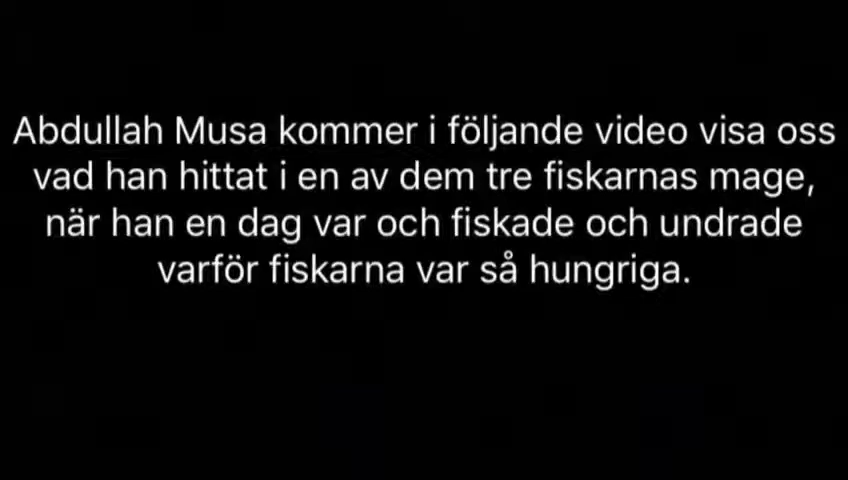 Abdullah Musa kommer i följande video visa oss
vad han hittat i en av dem tre fiskarnas mage,
när han en dag var och fiskade och undrade
varför fiskarna var så hungriga.